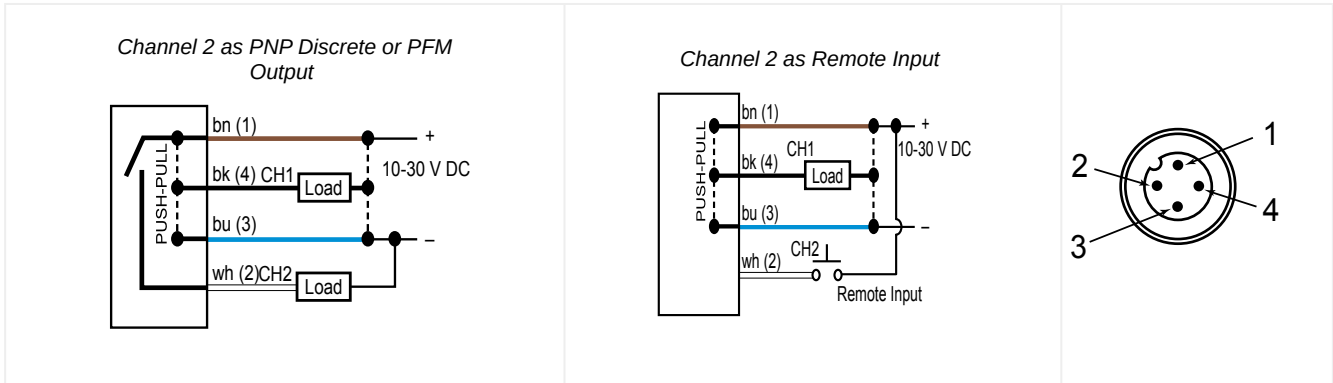 Channel 2 as PNP Discrete or PFM
Output
bn (1)
+
10-30 V DC
PUSH-PULL
bk (4) CH1
Load
bu (3)
–
wh (2)CH2
Load
Channel 2 as Remote Input
bn (1)
+
10-30 V DC
CH1
PUSH-PULL
bk (4)
Load
bu (3)
–
CH2
wh (2)
Remote Input
1
2
4
3